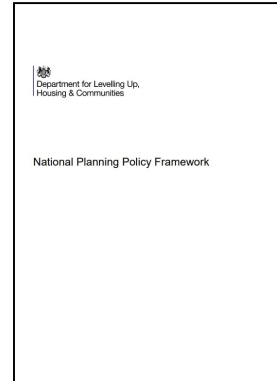 Department for Levelling Up,
Housing & Communities
National Planning Policy Framework